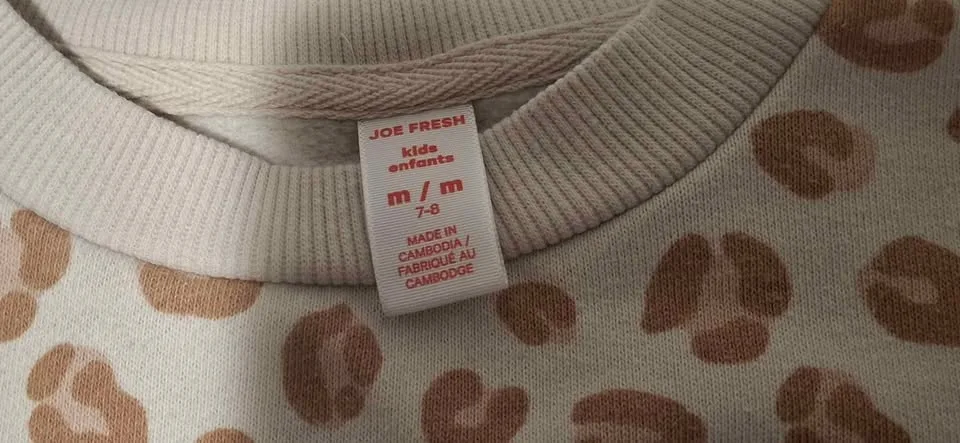 JOE FRESH
kids
enfants
m / m
7-8
MADE IN
CAMBODIA /
FABRIQUÉ AU
CAMBODGE